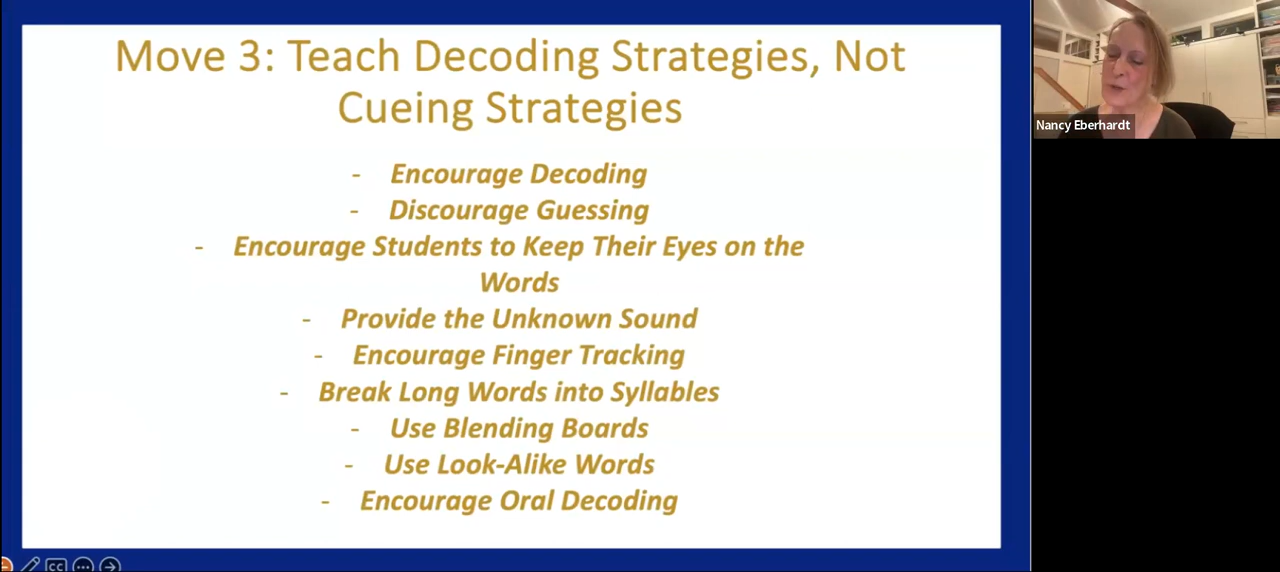 Move 3: Teach Decoding Strategies, Not
Cueing Strategies
- Encourage Decoding
- Discourage Guessing
- Encourage Students to Keep Their Eyes on the
Words
- Provide the Unknown Sound
- Encourage Finger Tracking
- Break Long Words into Syllables
- Use Blending Boards
- Use Look-Alike Words
- Encourage Oral Decoding
Nancy Eberhardt
CC